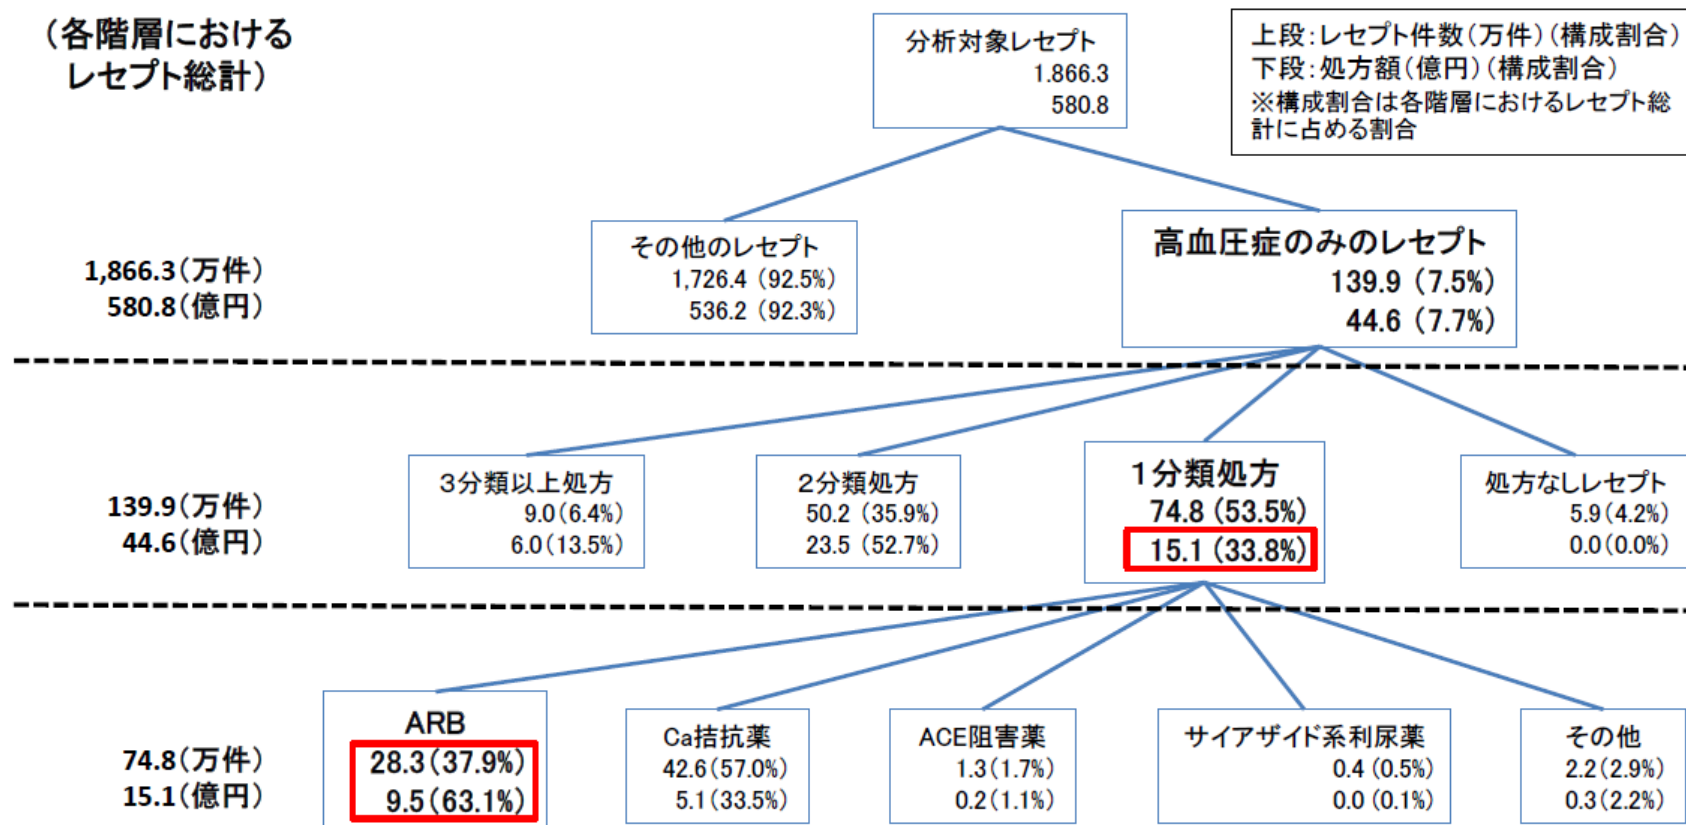 (各階層における
レセプト総計)
分析対象レセプト
1.866.3
580.8
上段:レセプト件数(万件)(構成割合)
下段:処方額(億円)(構成割合)
※構成割合は各階層におけるレセプト総
計に占める割合
1,866.3(万件)
580.8(億円)
その他のレセプト
1,726.4 (92.5%)
536.2 (92.3%)
高血圧症のみのレセプト
139.9 (7.5%)
44.6 (7.7%)
139.9(万件)
44.6(億円)
3分類以上処方
9.0(6.4%)
6.0(13.5%)
2分類処方
50.2 (35.9%)
23.5 (52.7%)
1分類処方
74.8 (53.5%)
15.1 (33.8%)
処方なしレセプト
5.9(4.2%)
0.0(0.0%)
74.8(万件)
15.1(億円)
ARB
28.3(37.9%)
9.5(63.1%)
Ca拮抗薬
42.6(57.0%)
5.1(33.5%)
ACE阻害薬
1.3(1.7%)
0.2(1.1%)
サイアザイド系利尿薬
0.4 (0.5%)
0.0 (0.1%)
その他
2.2(2.9%)
0.3(2.2%)